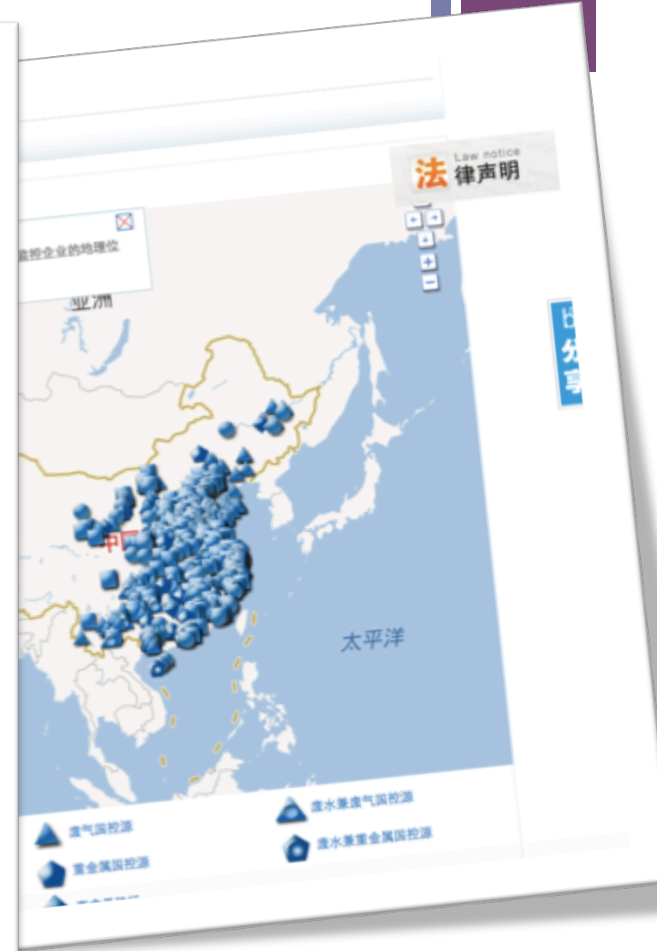 Law notice
法律声明
监控企业的地理位
亚洲
中国
太平洋
分享
废气国控源
废水兼废气国控源
重金属国控源
废水兼重金属国控源